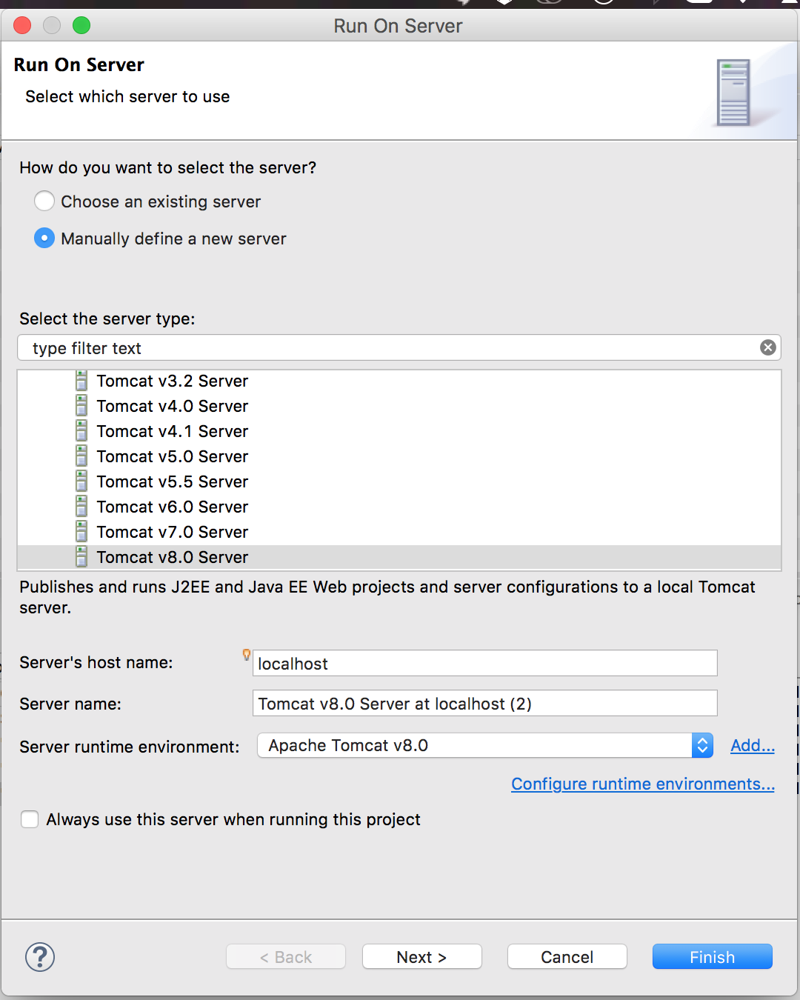 Run On Server
Run On Server
Select which server to use
How do you want to select the server?
Choose an existing server
Manually define a new server
Select the server type:
type filter text
Tomcat v3.2 Server
Tomcat v4.0 Server
Tomcat v4.1 Server
Tomcat v5.0 Server
Tomcat v5.5 Server
Tomcat v6.0 Server
Tomcat v7.0 Server
Tomcat v8.0 Server
Publishes and runs J2EE and Java EE Web projects and server configurations to a local Tomcat
server.
Server's host name: localhost
Server name: Tomcat v8.0 Server at localhost (2)
Server runtime environment: Apache Tomcat v8.0 Add...
Configure runtime environments...
Always use this server when running this project
? < Back Next > Cancel Finish